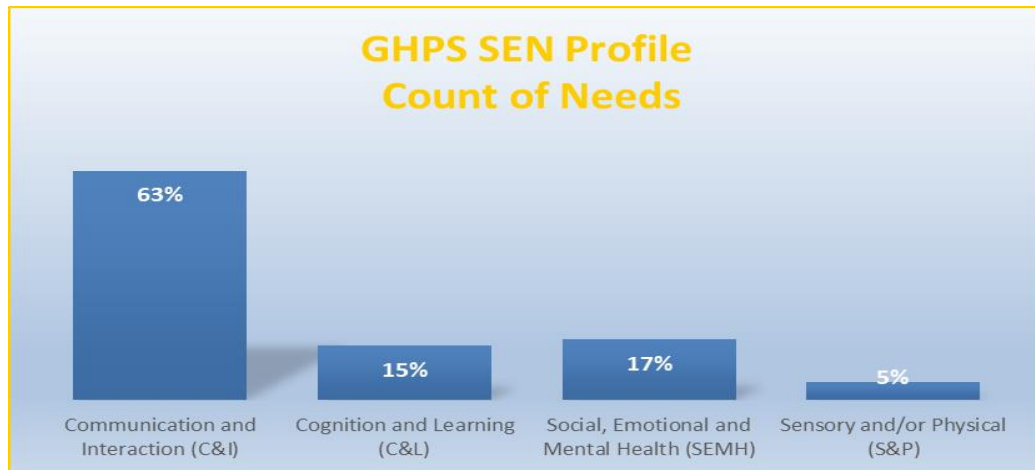 GHPS SEN Profile
Count of Needs
63%
15%
17%
5%
Communication and
Interaction (C&I)
Cognition and Learning
(C&L)
Social, Emotional and
Mental Health (SEMH)
Sensory and/or Physical
(S&P)